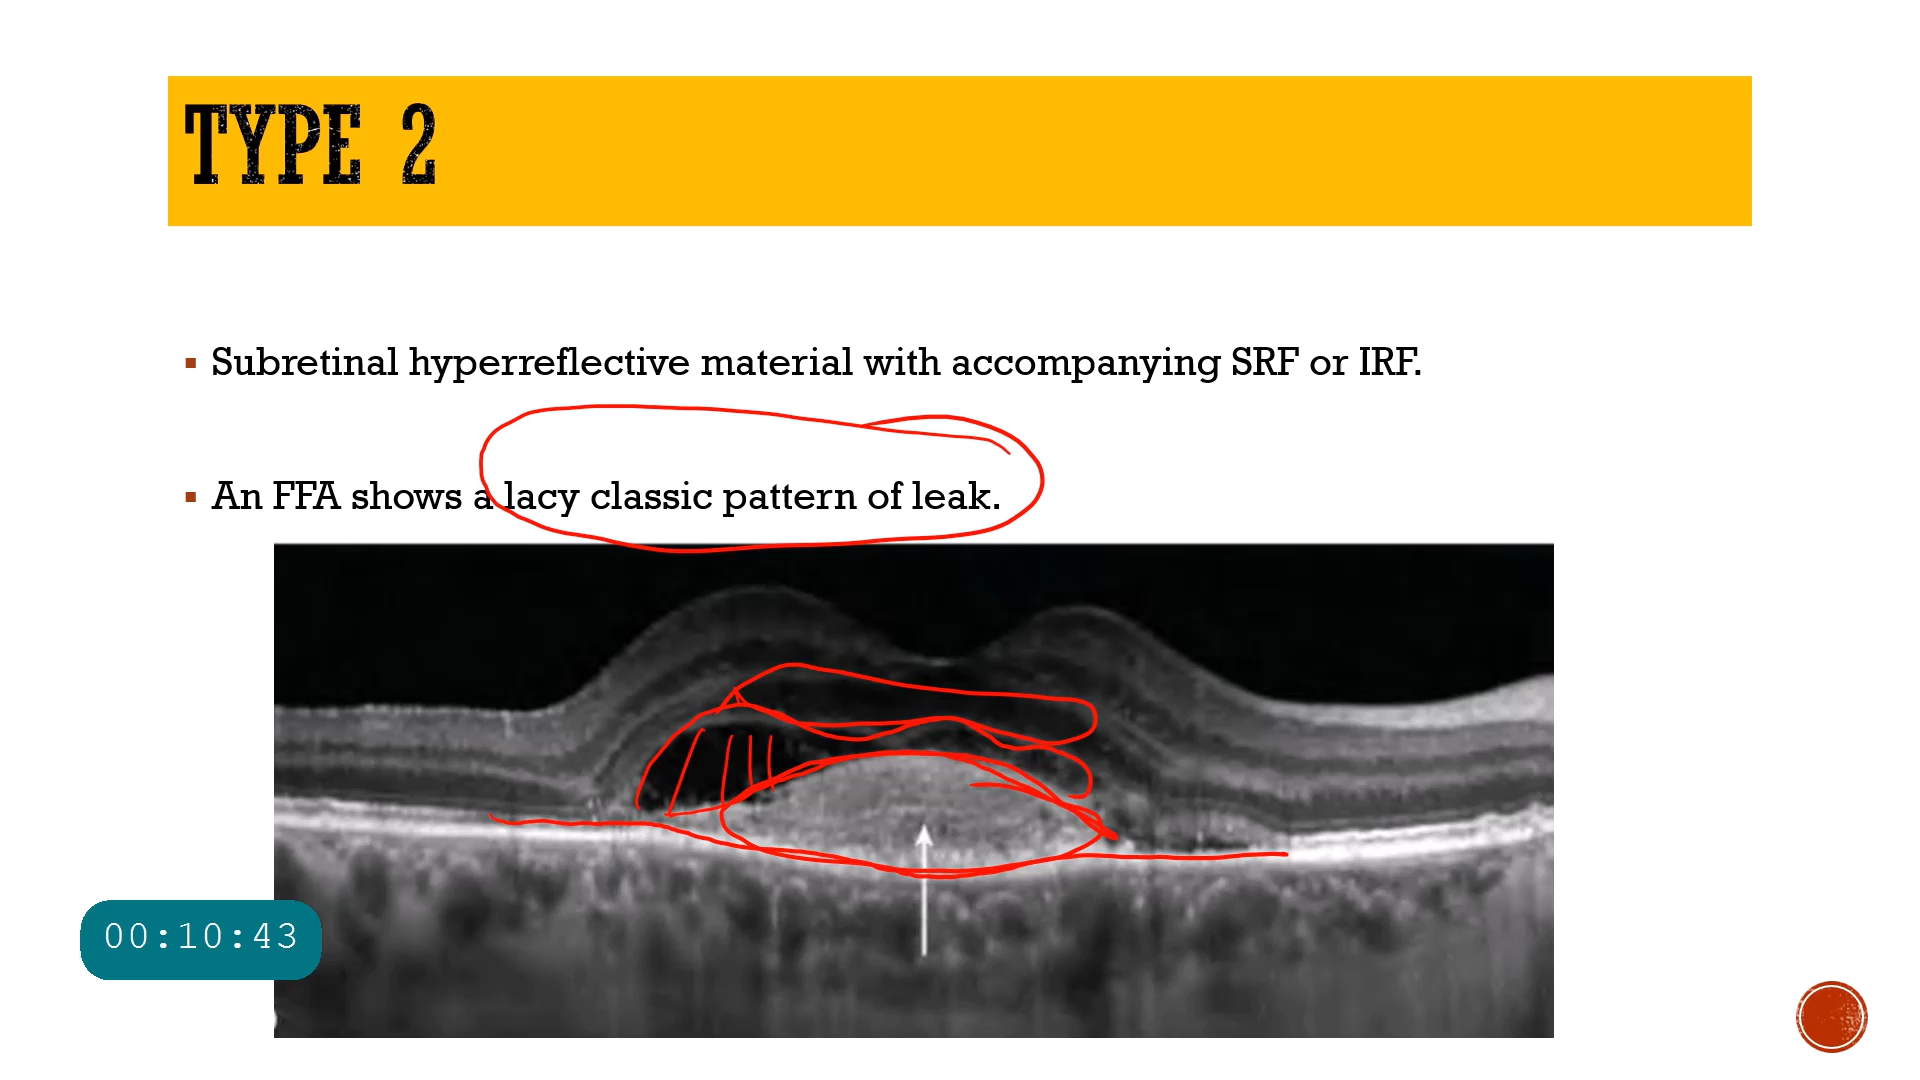 TYPE 2
Subretinal hyperreflective material with accompanying SRF or IRF.
An FFA shows a lacy classic pattern of leak.
00:10:43